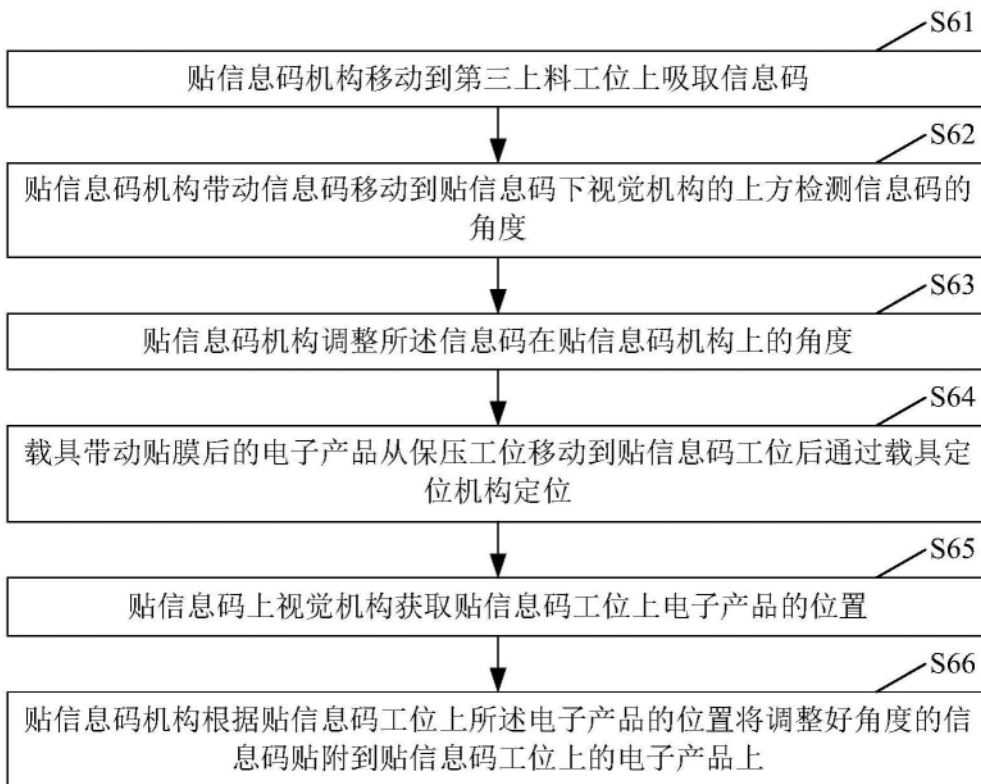 S61
贴信息码机构移动到第三上料工位上吸取信息码
S62
贴信息码机构带动信息码移动到贴信息码下视觉机构的上方检测信息码的
角度
S63
贴信息码机构调整所述信息码在贴信息码机构上的角度
S64
载具带动贴膜后的电子产品从保压工位移动到贴信息码工位后通过载具定
位机构定位
S65
贴信息码上视觉机构获取贴信息码工位上电子产品的位置
S66
贴信息码机构根据贴信息码工位上所述电子产品的位置将调整好角度的信
息码贴附到贴信息码工位上的电子产品上